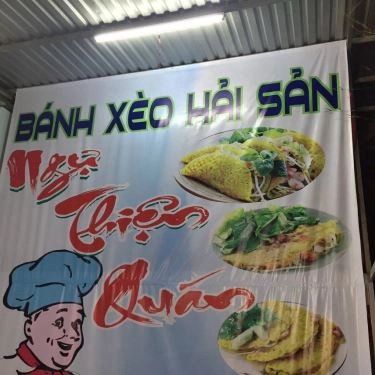 BÁNH XÈO HẢI SẢN
Ngự
Thiện
Quán